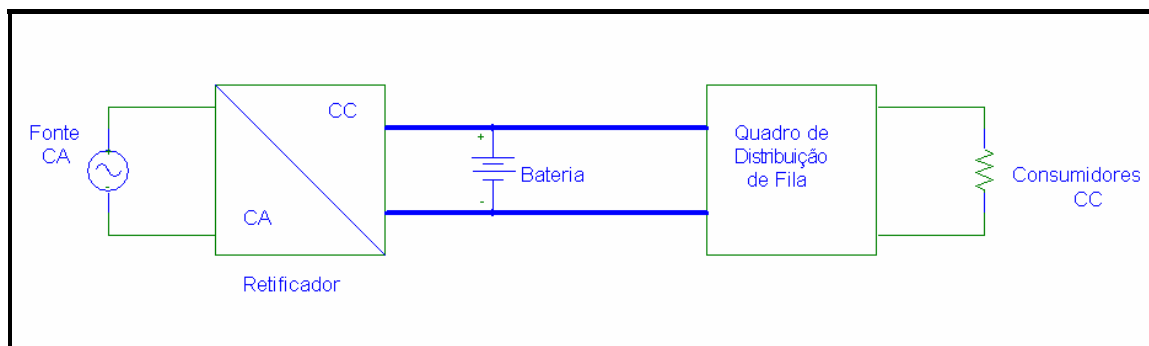 Fonte
CA
CC
CA
Retificador
+
-
Bateria
Quadro de
Distribuição
de Fila
Consumidores
CC